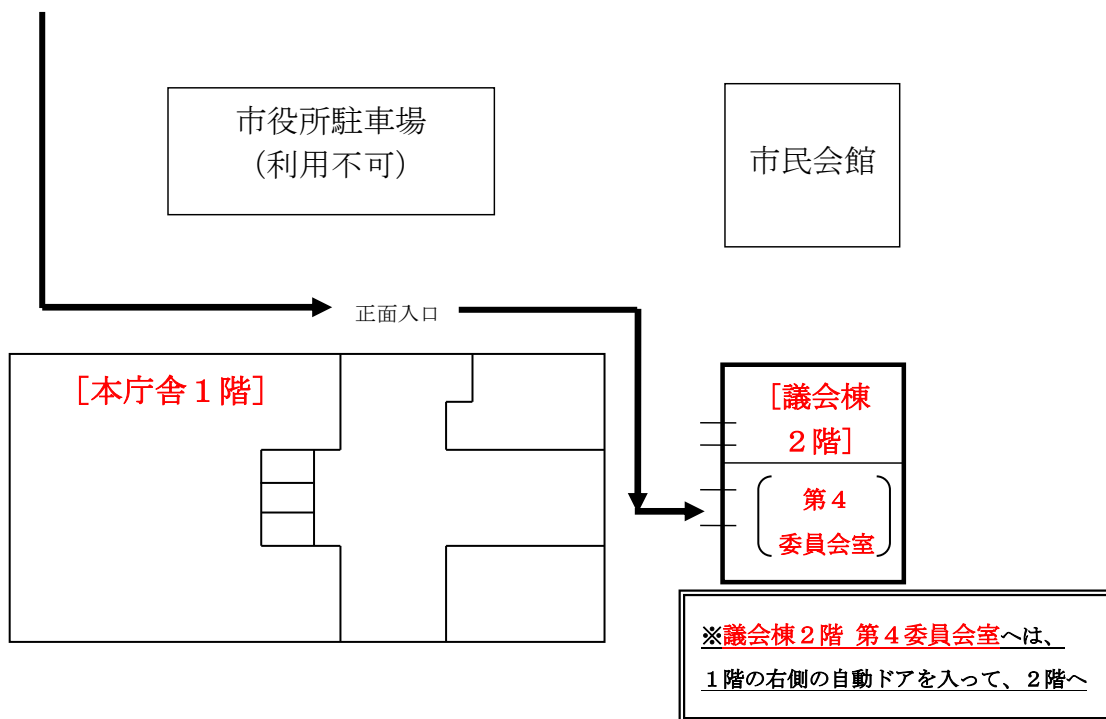 市役所駐車場
（利用不可）
市民会館
正面入口
［本庁舎１階］
［議会棟
２階］
第４
委員会室
※議会棟２階 第４委員会室へは、
１階の右側の自動ドアを入って、２階へ